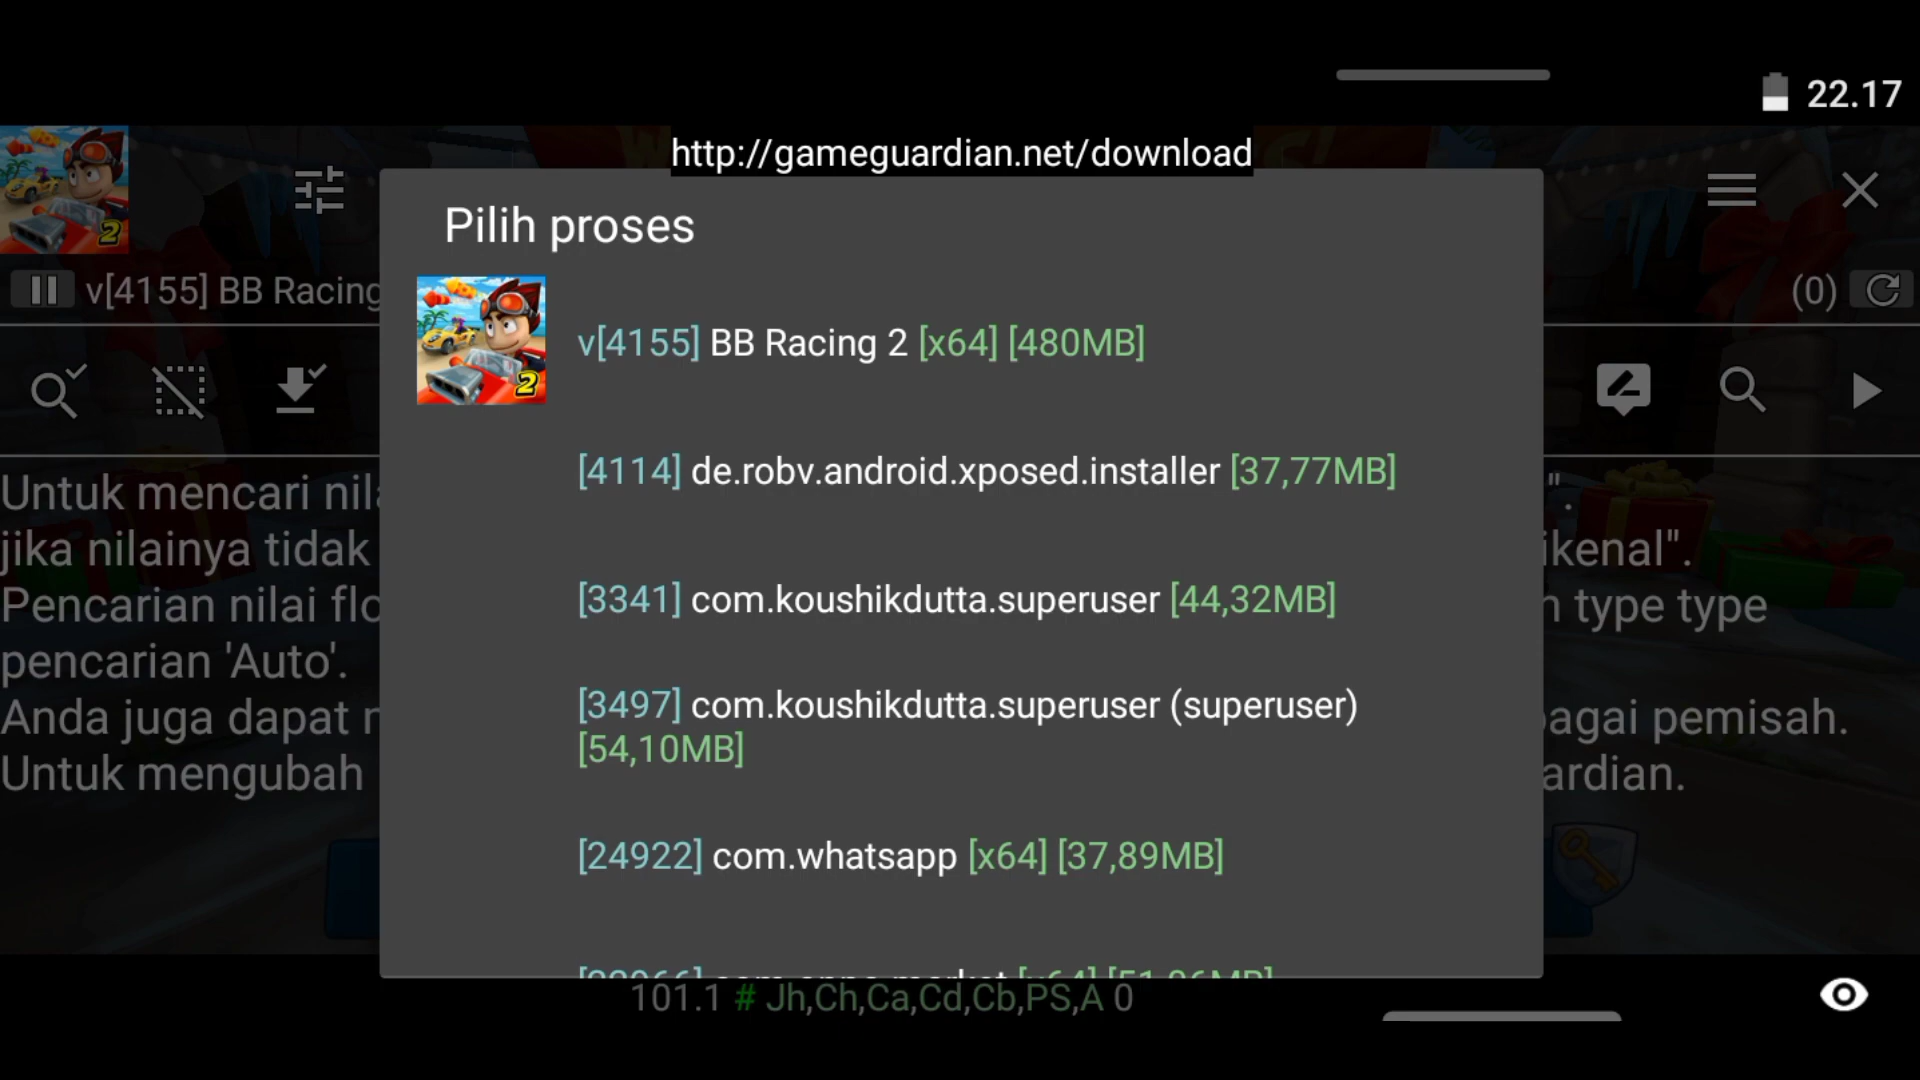 22.17
http://gameguardian.net/download
Pilih proses
2
v[4155] BB Racing
(0)
2
v[4155] BB Racing 2 [x64] [480MB]
[4114] de.robv.android.xposed.installer [37,77MB]
Untuk mencari nil
".
jika nilainya tidak
ikenal".
[3341] com.koushikdutta.superuser [44,32MB]
Pencarian nilai flo
type type
pencarian 'Auto'.
[3497] com.koushikdutta.superuser (superuser)
[54,10MB]
Anda juga dapat
bagai pemisah.
Untuk mengubah
ardian.
[24922] com.whatsapp [x64] [37,89MB]
101.1 # Jh,Ch,Ca,Cd,Cb,PS,A 0